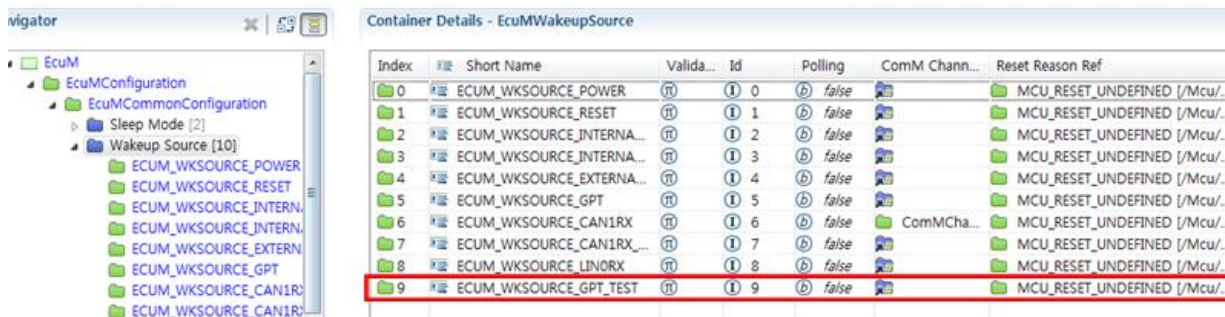 vigator
EcuM
EcuMConfiguration
EcuMCommonConfiguration
Sleep Mode [2]
Wakeup Source [10]
ECUM_WKSOURCE_POWER
ECUM_WKSOURCE_RESET
ECUM_WKSOURCE_INTERN
ECUM_WKSOURCE_INTERN
ECUM_WKSOURCE_EXTERN
ECUM_WKSOURCE_GPT
ECUM_WKSOURCE_CAN1RX
ECUM_WKSOURCE_CAN1RX
Container Details - EcuMWakeupSource
Index Short Name Valida... Id Polling ComM Chann... Reset Reason Ref
0 ECUM_WKSOURCE_POWER 0 false MCU_RESET_UNDEFINED [/Mcu/..
1 ECUM_WKSOURCE_RESET 1 false MCU_RESET_UNDEFINED [/Mcu/..
2 ECUM_WKSOURCE_INTERNA... 2 false MCU_RESET_UNDEFINED [/Mcu/..
3 ECUM_WKSOURCE_INTERNA... 3 false MCU_RESET_UNDEFINED [/Mcu/..
4 ECUM_WKSOURCE_EXTERNA... 4 false MCU_RESET_UNDEFINED [/Mcu/..
5 ECUM_WKSOURCE_GPT 5 false MCU_RESET_UNDEFINED [/Mcu/..
6 ECUM_WKSOURCE_CAN1RX 6 false ComMCha... MCU_RESET_UNDEFINED [/Mcu/..
7 ECUM_WKSOURCE_CAN1RX_... 7 false MCU_RESET_UNDEFINED [/Mcu/..
8 ECUM_WKSOURCE_LIN0RX 8 false MCU_RESET_UNDEFINED [/Mcu/..
9 ECUM_WKSOURCE_GPT_TEST 9 false MCU_RESET_UNDEFINED [/Mcu/..